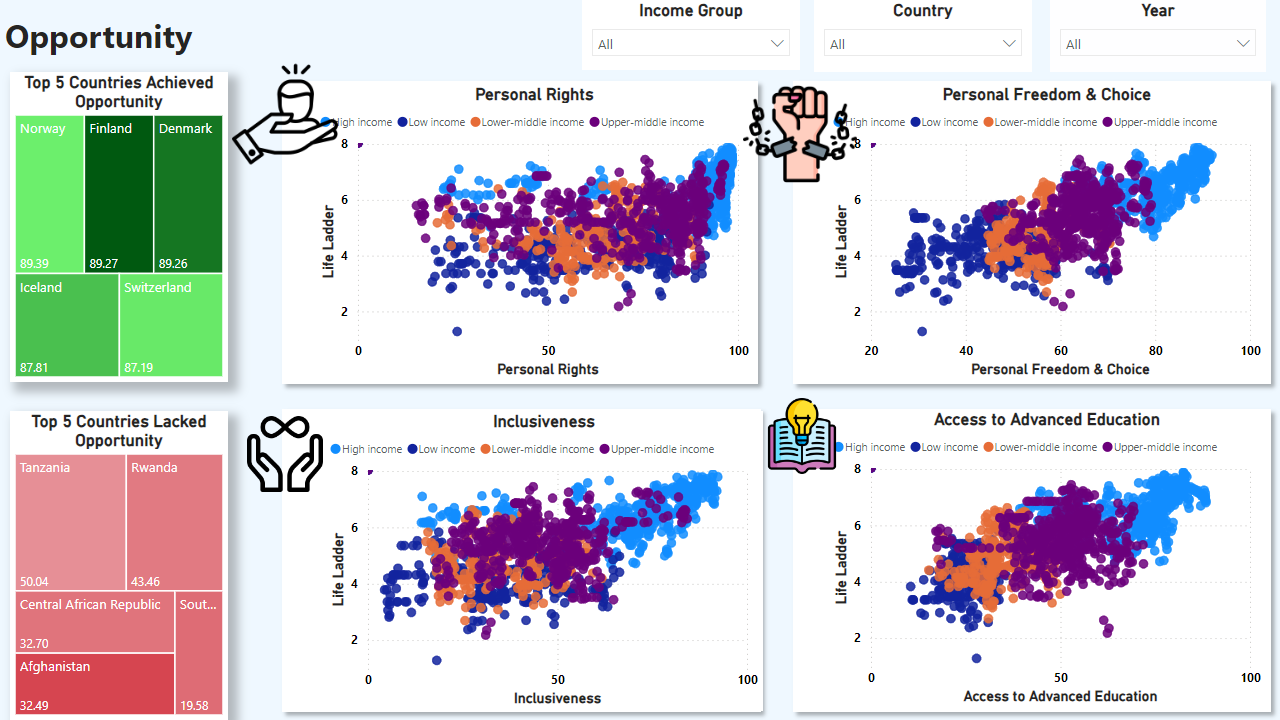 Opportunity
Income Group
All
Country
All
Year
All
Top 5 Countries Achieved
Opportunity
Norway
89.39
Finland
89.27
Denmark
89.26
Iceland
87.81
Switzerland
87.19
Top 5 Countries Lacked
Opportunity
Tanzania
50.04
Rwanda
43.46
Central African Republic
32.70
Sout...
19.58
Afghanistan
32.49
Personal Rights
High income Low income Lower-middle income Upper-middle income
Life Ladder
8
6
4
2
0 50 100
Personal Rights
Personal Freedom & Choice
High income Low income Lower-middle income Upper-middle income
Life Ladder
8
6
4
2
20 40 60 80 100
Personal Freedom & Choice
Inclusiveness
High income Low income Lower-middle income Upper-middle income
Life Ladder
8
6
4
2
0 50 100
Inclusiveness
Access to Advanced Education
High income Low income Lower-middle income Upper-middle income
Life Ladder
8
6
4
2
0 50 100
Access to Advanced Education